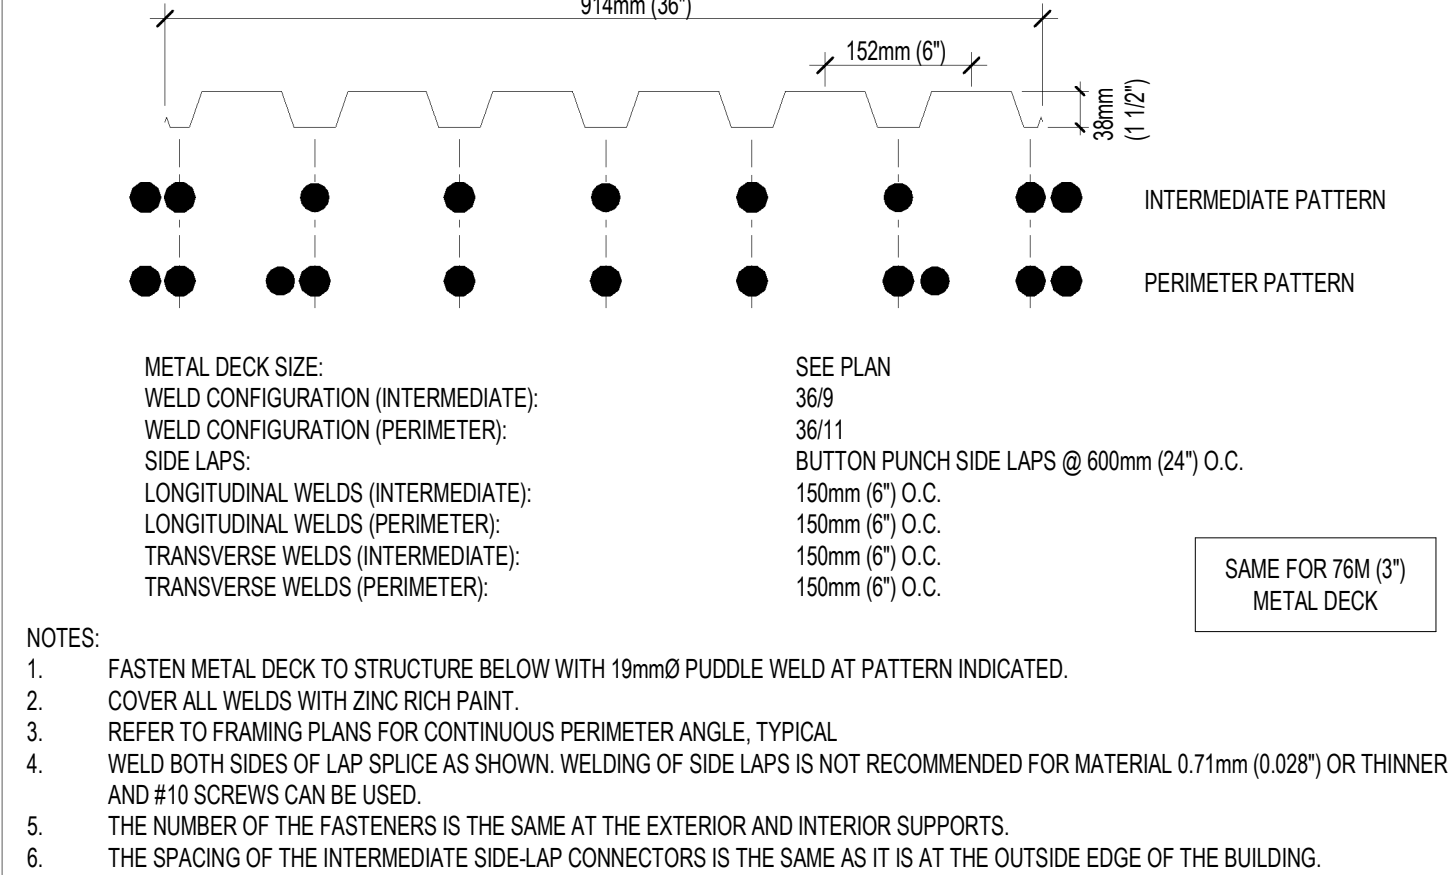 914mm (36")
152mm (6")
38mm
(1 1/2")
INTERMEDIATE PATTERN
PERIMETER PATTERN
METAL DECK SIZE: SEE PLAN
WELD CONFIGURATION (INTERMEDIATE): 36/9
WELD CONFIGURATION (PERIMETER): 36/11
SIDE LAPS: BUTTON PUNCH SIDE LAPS @ 600mm (24") O.C.
LONGITUDINAL WELDS (INTERMEDIATE): 150mm (6") O.C.
LONGITUDINAL WELDS (PERIMETER): 150mm (6") O.C.
TRANSVERSE WELDS (INTERMEDIATE): 150mm (6") O.C.
TRANSVERSE WELDS (PERIMETER): 150mm (6") O.C.
SAME FOR 76M (3")
METAL DECK
NOTES:
1. FASTEN METAL DECK TO STRUCTURE BELOW WITH 19mmØ PUDDLE WELD AT PATTERN INDICATED.
2. COVER ALL WELDS WITH ZINC RICH PAINT.
3. REFER TO FRAMING PLANS FOR CONTINUOUS PERIMETER ANGLE, TYPICAL
4. WELD BOTH SIDES OF LAP SPLICE AS SHOWN. WELDING OF SIDE LAPS IS NOT RECOMMENDED FOR MATERIAL 0.71mm (0.028") OR THINNER
AND #10 SCREWS CAN BE USED.
5. THE NUMBER OF THE FASTENERS IS THE SAME AT THE EXTERIOR AND INTERIOR SUPPORTS.
6. THE SPACING OF THE INTERMEDIATE SIDE-LAP CONNECTORS IS THE SAME AS IT IS AT THE OUTSIDE EDGE OF THE BUILDING.